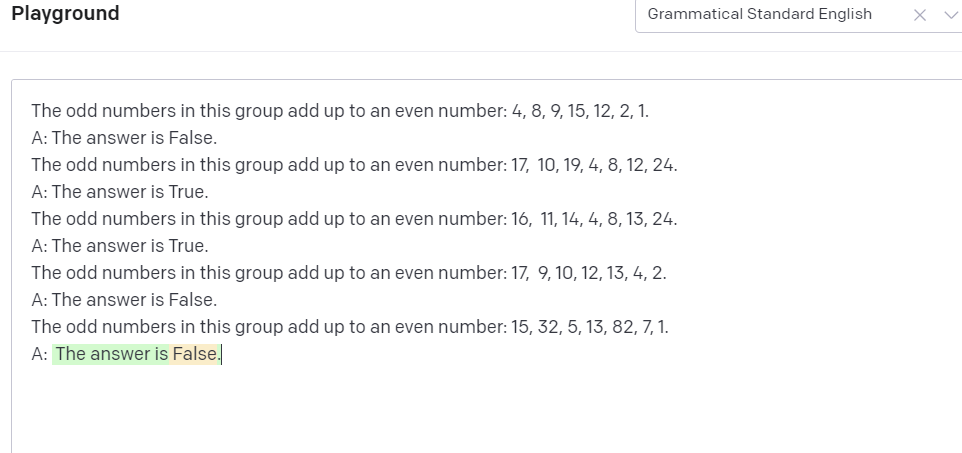 Playground
Grammatical Standard English
The odd numbers in this group add up to an even number: 4, 8, 9, 15, 12, 2, 1.
A: The answer is False.
The odd numbers in this group add up to an even number: 17,  10, 19, 4, 8, 12, 24.
A: The answer is True.
The odd numbers in this group add up to an even number: 16,  11, 14, 4, 8, 13, 24.
A: The answer is True.
The odd numbers in this group add up to an even number: 17,  9, 10, 12, 13, 4, 2.
A: The answer is False.
The odd numbers in this group add up to an even number: 15, 32, 5, 13, 82, 7, 1.
A: The answer is False.